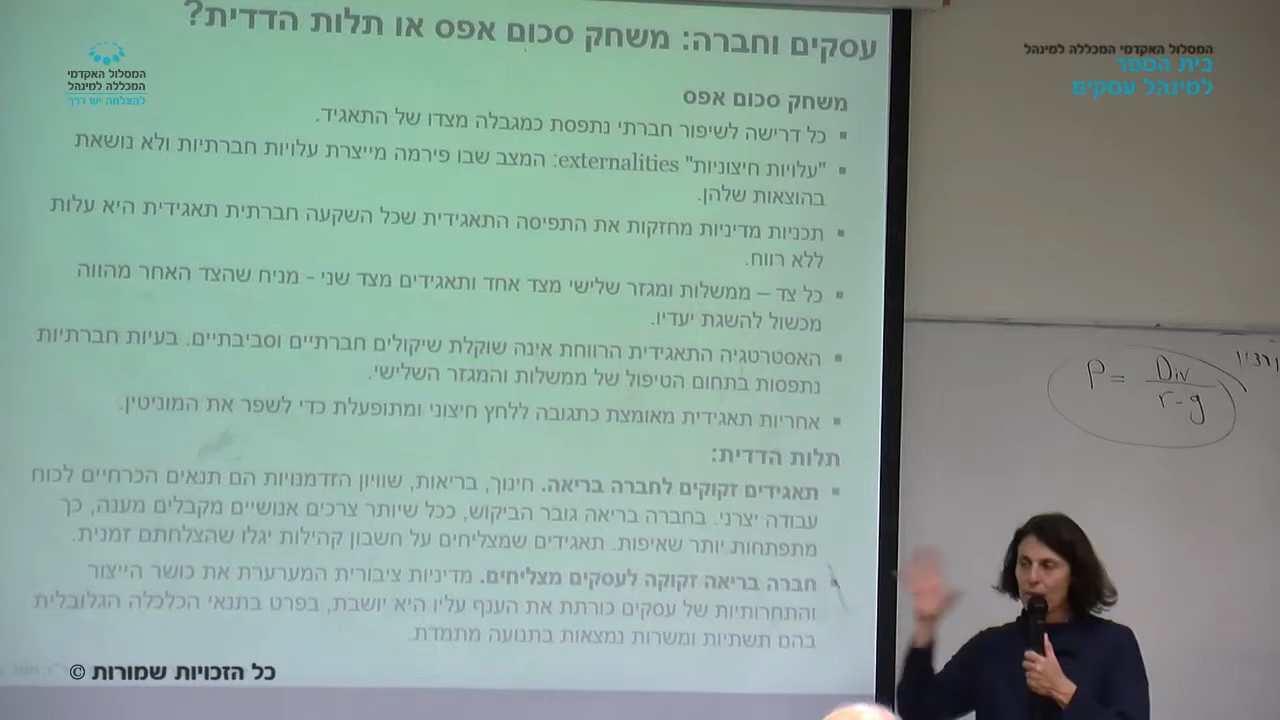 עסקים וחברה: משחק סכום אפס או תלות הדדית?
המסלול האקדמי
המכללה למינהל
להצלחה יש דרך
המסלול האקדמי המכללה למינהל
בית הספר
למינהל עסקים
משחק סכום אפס
כל דרישה לשיפור חברתי נתפסת כמגבלה מצדו של התאגיד.
"עלויות חיצוניות" externalities: המצב שבו פירמה מייצרת עלויות חברתיות ולא נושאת
בהוצאות שלהן.
תכניות מדיניות מחזקות את התפיסה התאגידית שכל השקעה חברתית תאגידית היא עלות
ללא רווח.
כל צד – ממשלות ומגזר שלישי מצד אחד ותאגידים מצד שני - מניח שהצד האחר מהווה
מכשול להשגת יעדיו.
האסטרטגיה התאגידית הרווחת אינה שוקלת שיקולים חברתיים וסביבתיים. בעיות חברתיות
נתפסות בתחום הטיפול של ממשלות והמגזר השלישי.
אחריות תאגידית מאומצת כתגובה ללחץ חיצוני ומתופעלת כדי לשפר את המוניטין.
תלות הדדית:
תאגידים זקוקים לחברה בריאה. חינוך, בריאות, שוויון הזדמנויות הם תנאים הכרחיים לכוח
עבודה יצרני. בחברה בריאה גובר הביקוש, ככל שיותר צרכים אנושיים מקבלים מענה, כך
מתפתחות יותר שאיפות. תאגידים שמצליחים על חשבון קהילות יגלו שהצלחתם זמנית.
חברה בריאה זקוקה לעסקים מצליחים. מדיניות ציבורית המערערת את כושר הייצור
והתחרותיות של עסקים כורתת את הענף עליו היא יושבת, בפרט בתנאי הכלכלה הגלובלית
בהם תשתיות ומשרות נמצאות בתנועה מתמדת.
כל הזכויות שמורות ©
P = Div
r-g